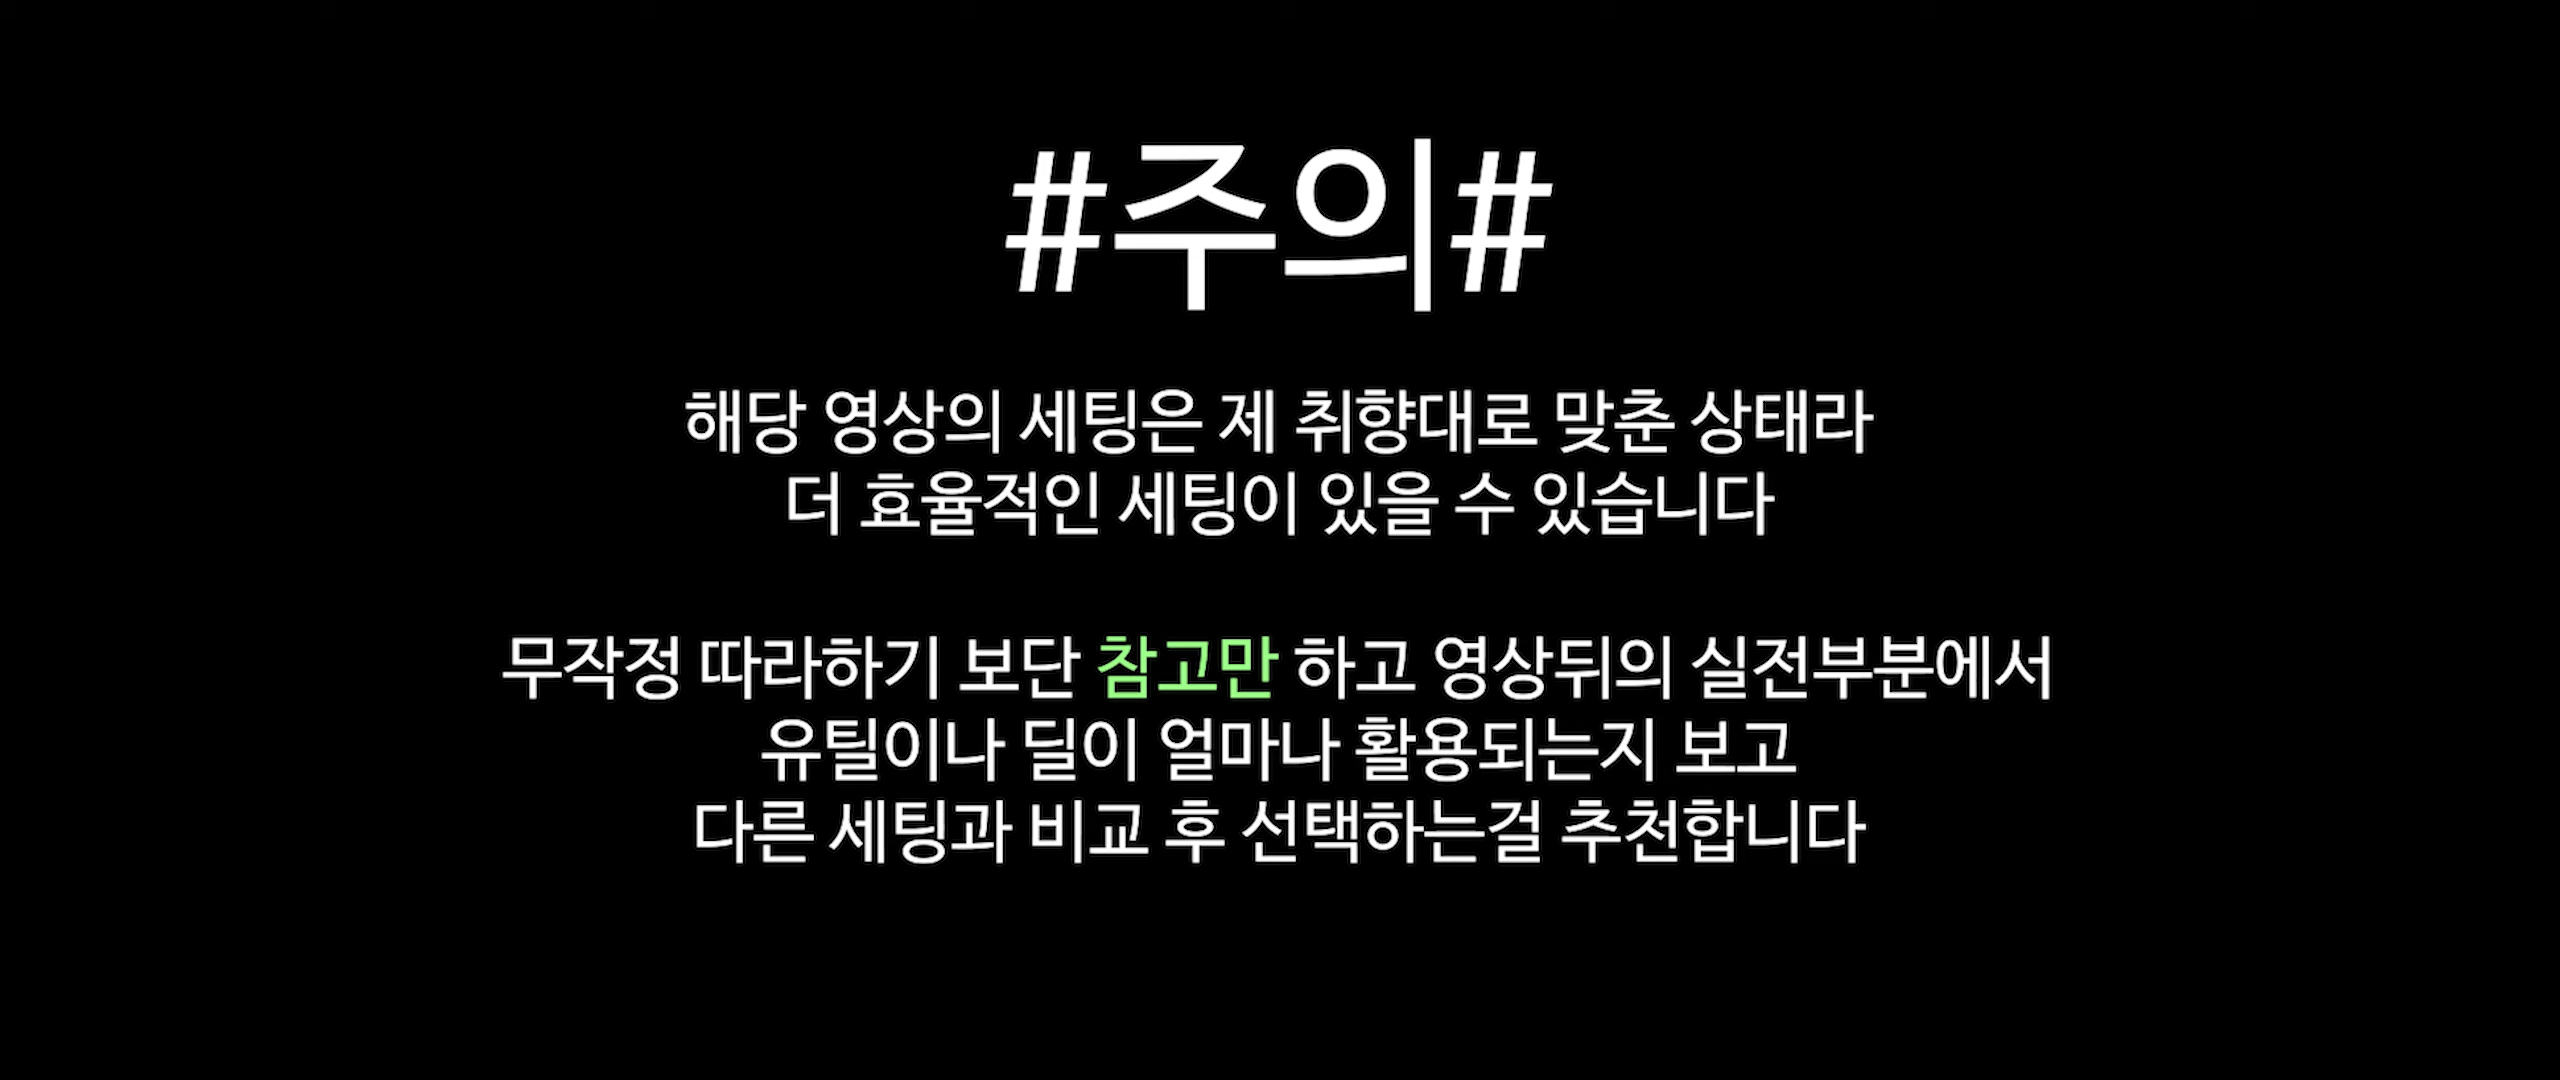 #주의#
해당 영상의 세팅은 제 취향대로 맞춘 상태라
더 효율적인 세팅이 있을 수 있습니다
무작정 따라하기 보단 참고만 하고 영상뒤의 실전부분에서
유틸이나 딜이 얼마나 활용되는지 보고
다른 세팅과 비교 후 선택하는걸 추천합니다